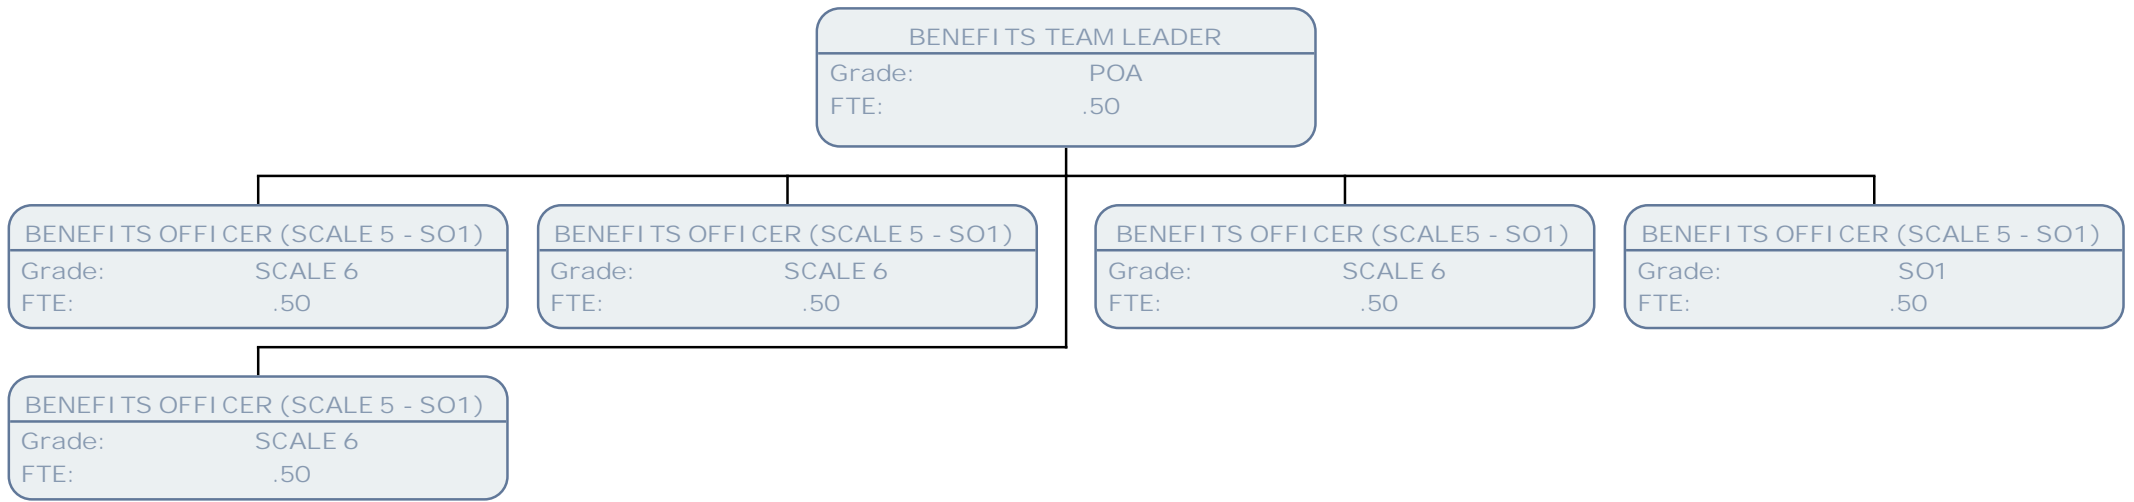 BENEFITS TEAM LEADER
Grade: POA
FTE: .50
BENEFITS OFFICER (SCALE 5 - SO1)
Grade: SCALE 6
FTE: .50
BENEFITS OFFICER (SCALE 5 - SO1)
Grade: SCALE 6
FTE: .50
BENEFITS OFFICER (SCALE5 - SO1)
Grade: SCALE 6
FTE: .50
BENEFITS OFFICER (SCALE 5 - SO1)
Grade: SO1
FTE: .50
BENEFITS OFFICER (SCALE 5 - SO1)
Grade: SCALE 6
FTE: .50